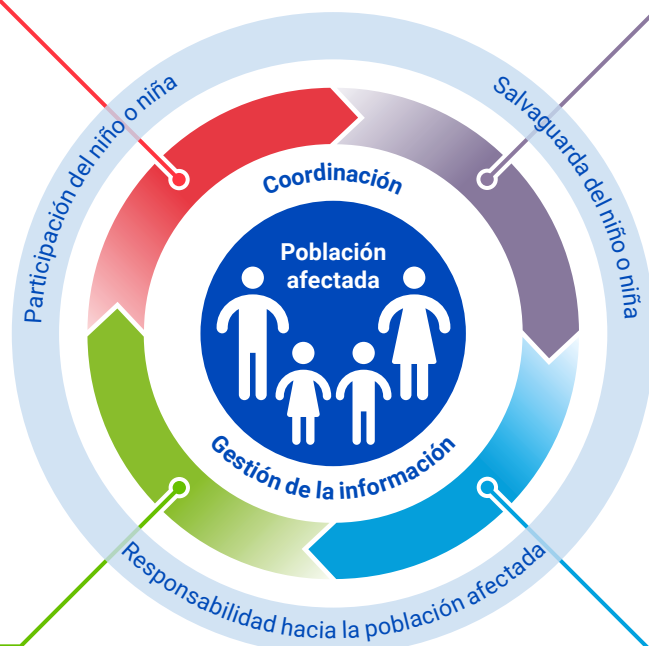 Participación del niño o niña
Salvaguarda del niño o niña
Coordinación
Población
afectada
Gestión de la información
Responsabilidad hacia la población afectada